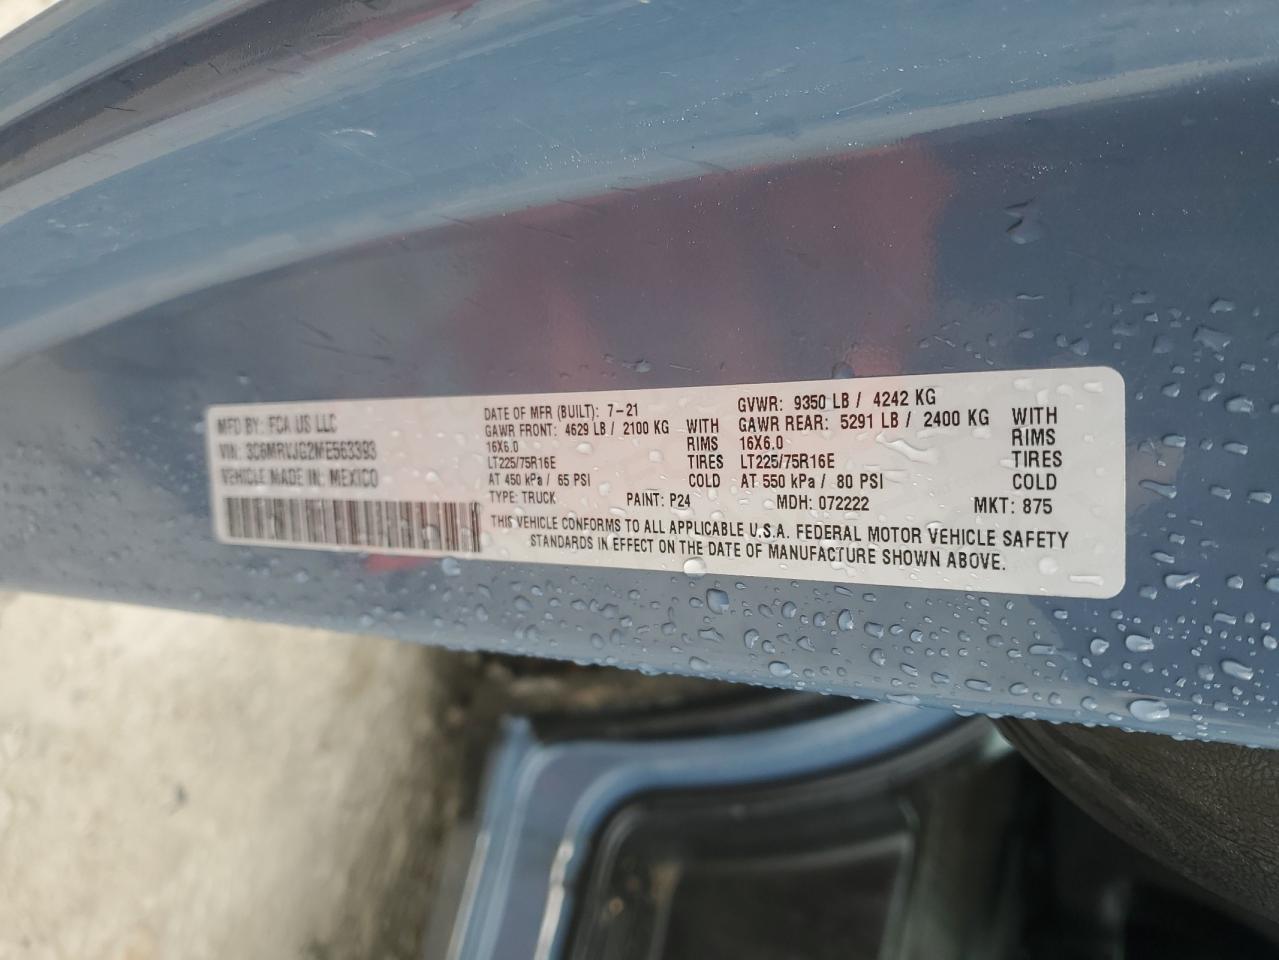 MFD BY: FCA US LLC
VIN: 3C6MRVJG2ME563393
VEHICLE MADE IN: MEXICO
DATE OF MFR (BUILT): 7-21
GAWR FRONT: 4629 LB / 2100 KG WITH
16X6.0 RIMS
LT225/75R16E TIRES
AT 450 kPa / 65 PSI COLD
GVWR: 9350 LB / 4242 KG
GAWR REAR: 5291 LB / 2400 KG WITH
16X6.0 RIMS
LT225/75R16E TIRES
AT 550 kPa / 80 PSI COLD
TYPE: TRUCK PAINT: P24 MDH: 072222 MKT: 875
THIS VEHICLE CONFORMS TO ALL APPLICABLE U.S.A. FEDERAL MOTOR VEHICLE SAFETY
STANDARDS IN EFFECT ON THE DATE OF MANUFACTURE SHOWN ABOVE.